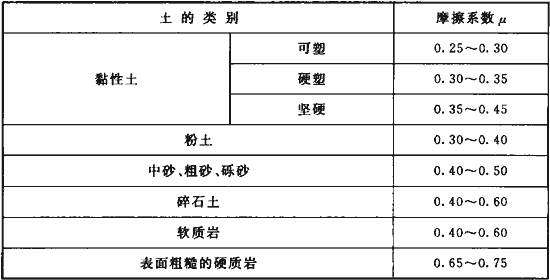 土的类别 摩擦系数 μ
黏性土 可塑 0.25～0.30
硬塑 0.30～0.35
坚硬 0.35～0.45
粉土 0.30～0.40
中砂、粗砂、砾砂 0.40～0.50
碎石土 0.40～0.60
软质岩 0.40～0.60
表面粗糙的硬质岩 0.65～0.75